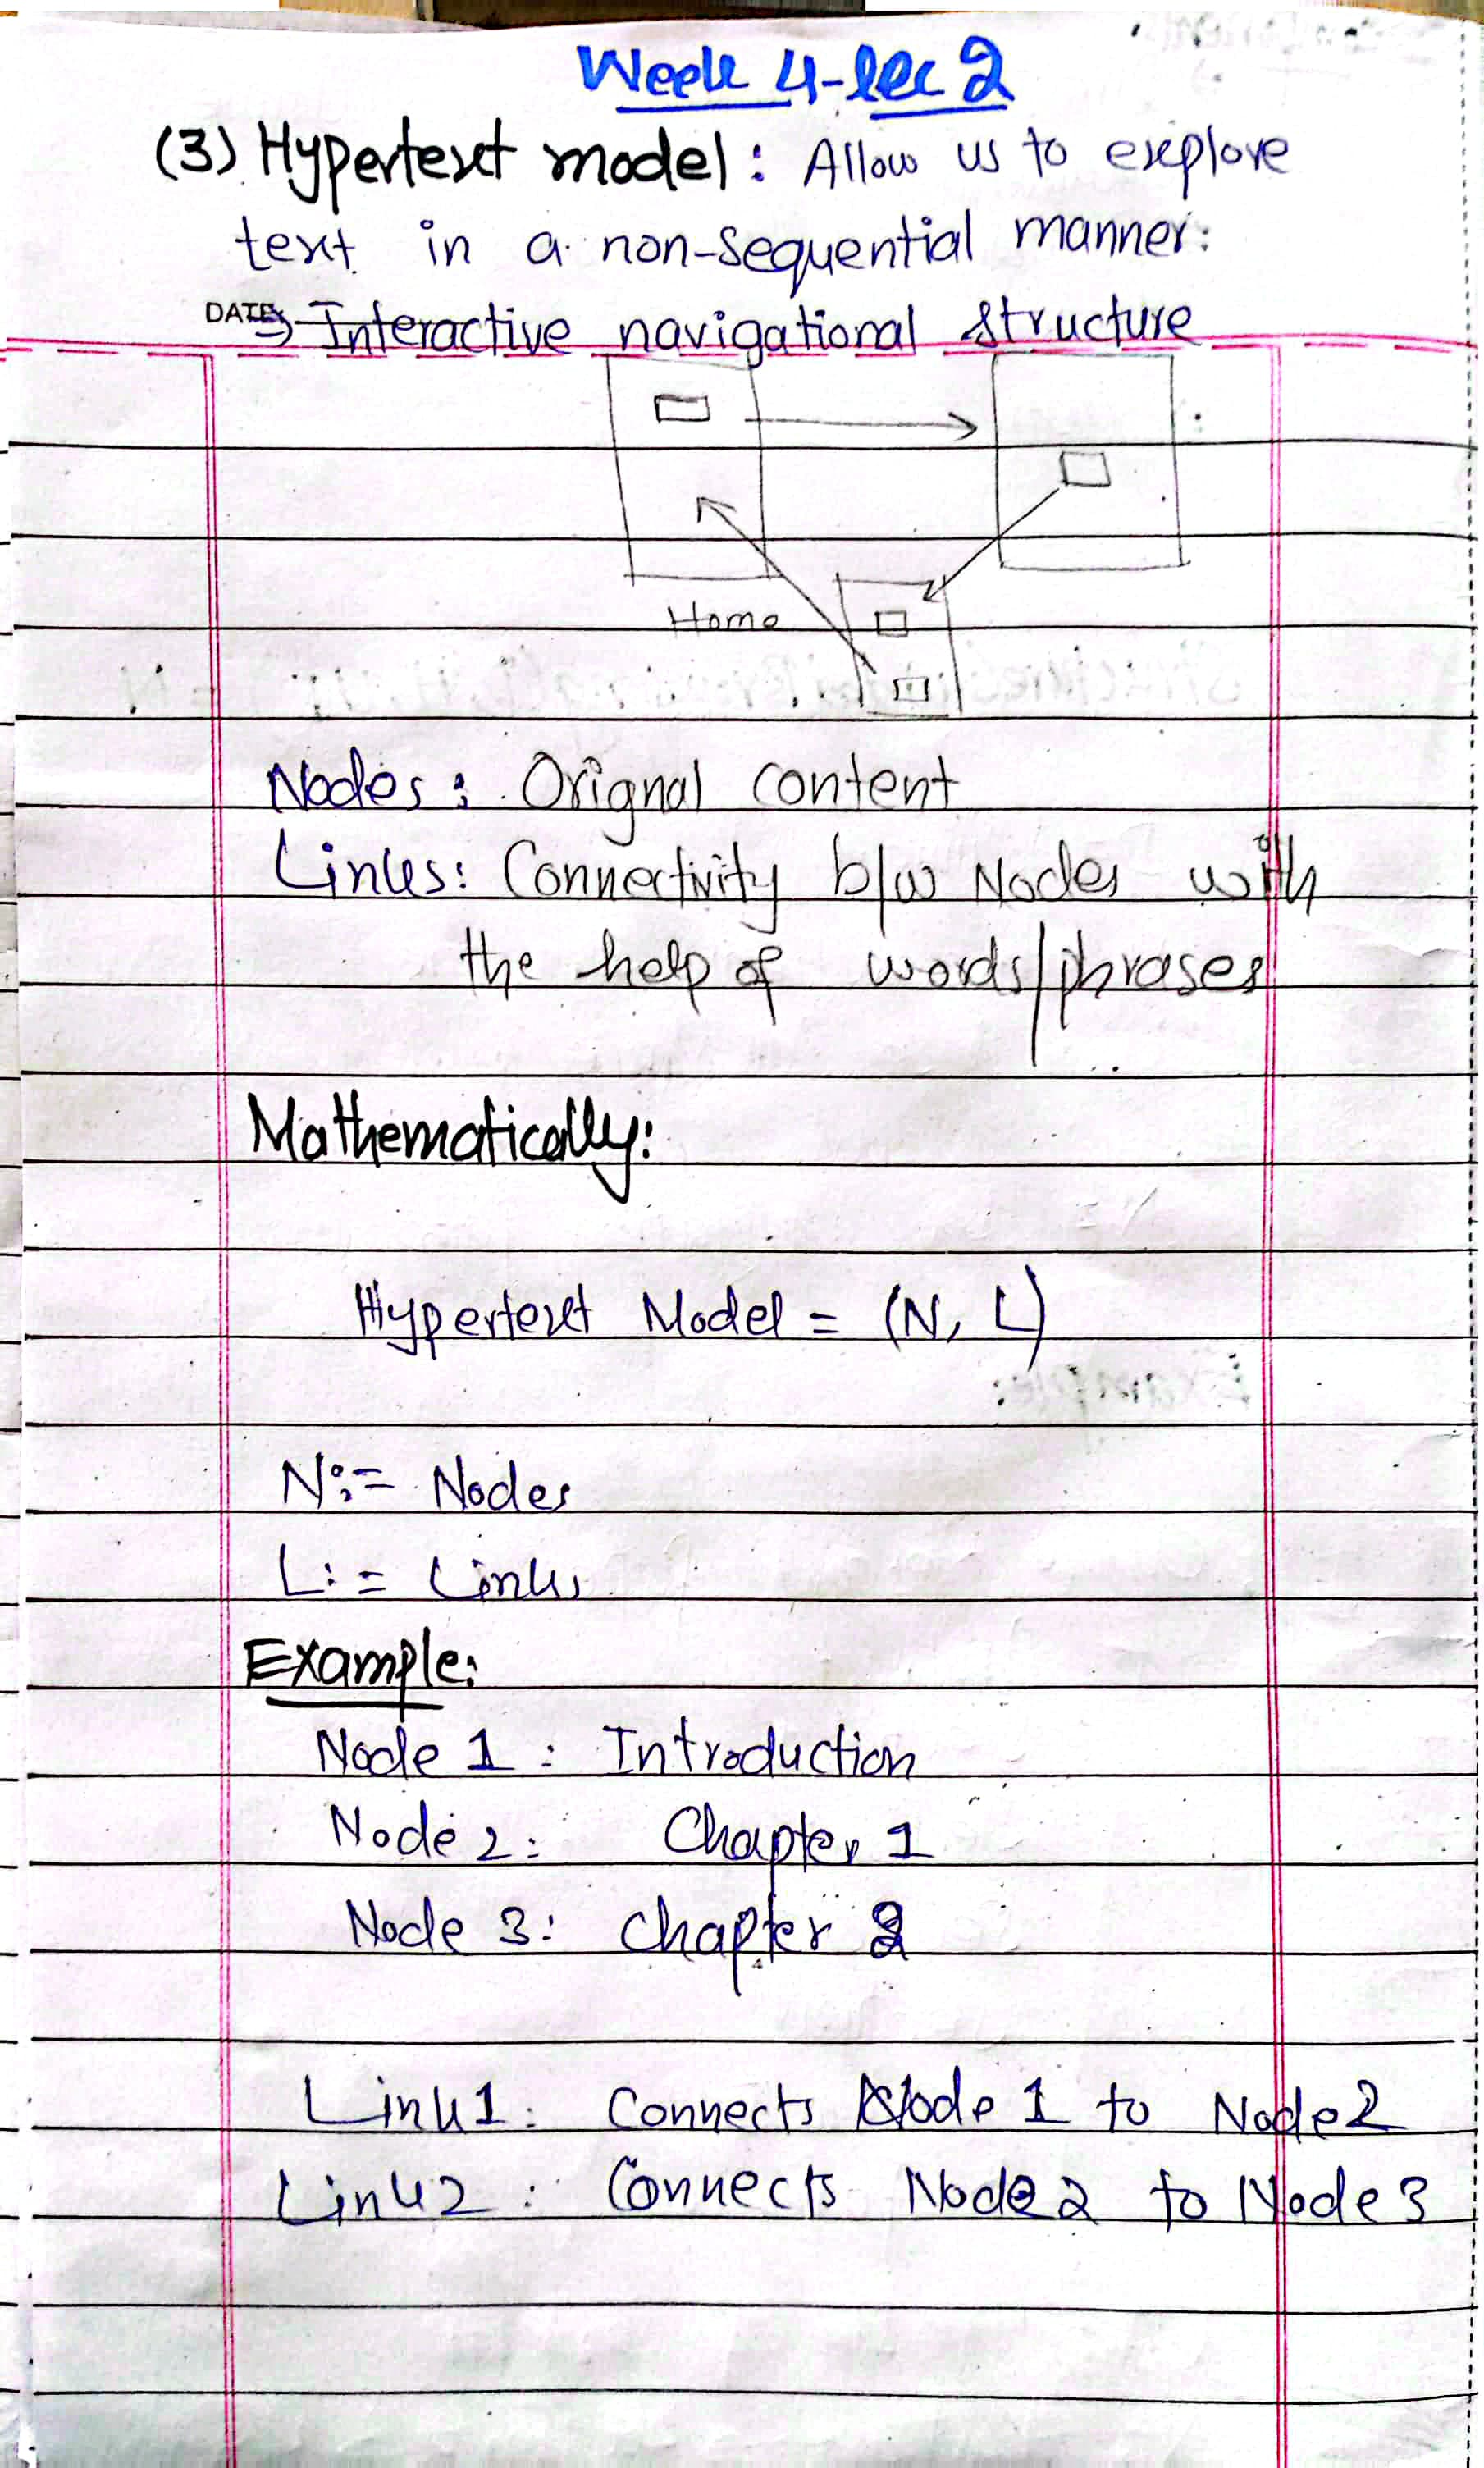 Week 4-lec 2
(3) Hypertext model: Allow us to explore
text in a non-sequential manner:
DATE: → Interactive navigational structure
Home
Nodes: Orignal content
Links: Connectivity b/w Nodes with
the help of words/phrases
Mathematically:
Hypertext Model = (N, L)
N:= Nodes
L:= Links
Example:
Node 1 : Introduction
Node 2: Chapter 1
Node 3: Chapter 2
Link 1: Connects Node 1 to Node 2
Link 2: Connects Node 2 to Node 3